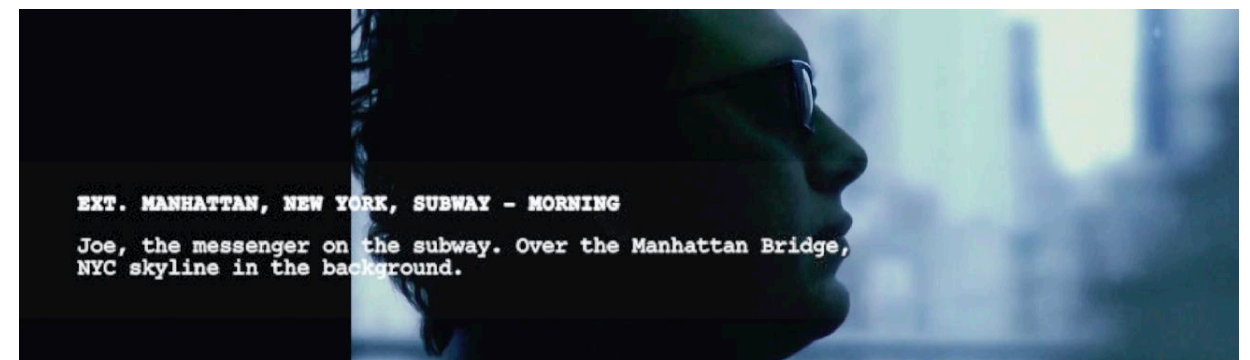 EXT. MANHATTAN, NEW YORK, SUBWAY – MORNING
Joe, the messenger on the subway. Over the Manhattan Bridge,
NYC skyline in the background.